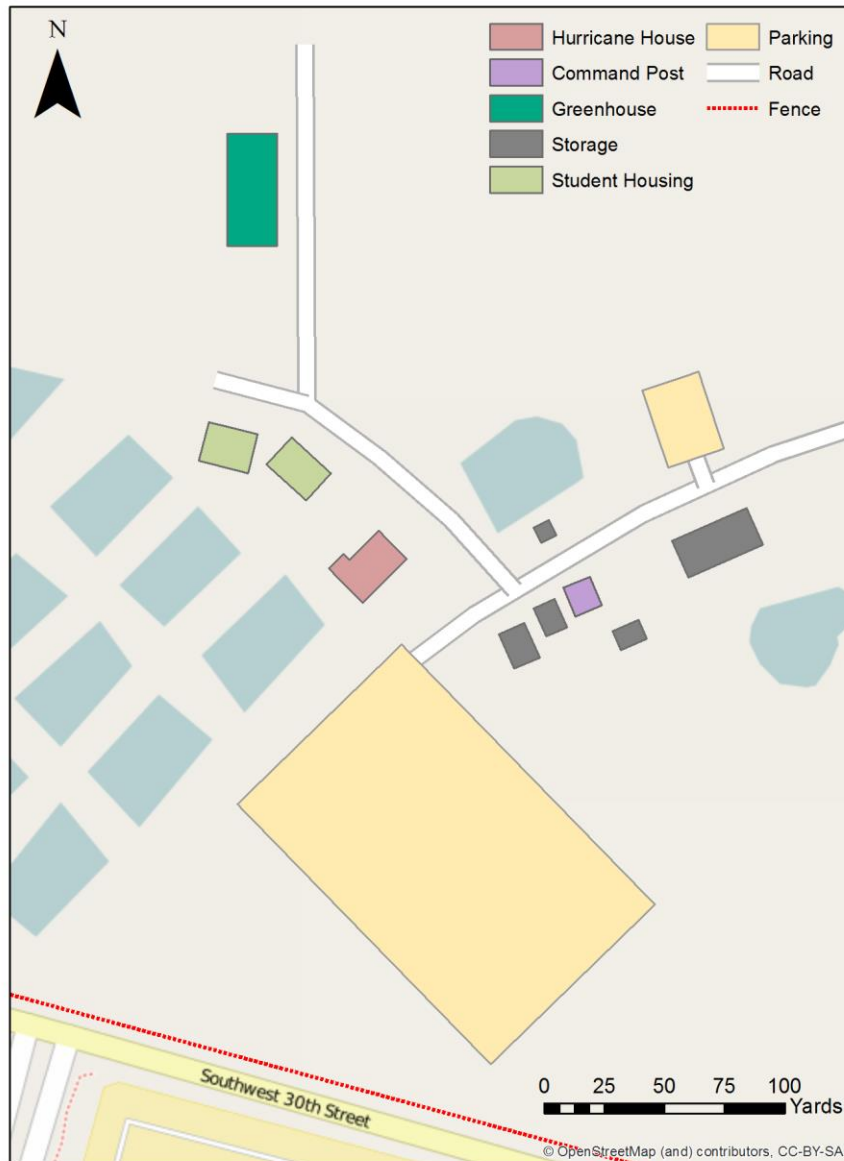 N
Hurricane House
Parking
Command Post
Road
Greenhouse
Fence
Storage
Student Housing
Southwest 30th Street
0 25 50 75 100
Yards
© OpenStreetMap (and) contributors, CC-BY-SA